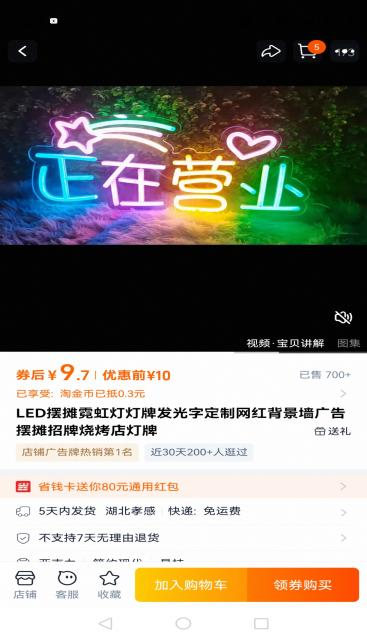 5
正在营业
视频·宝贝讲解 图集
券后￥9.7 优惠前¥10 已售 700+
已享受: 淘金币已抵0.3元
LED摆摊霓虹灯灯牌发光字定制网红背景墙广告
摆摊招牌烧烤店灯牌 送礼
店铺广告牌热销第1名 近30天200+人逛过
省钱卡送你80元通用红包
5天内发货 湖北孝感 快递: 免运费
不支持7天无理由退货
店铺 客服 收藏 加入购物车 领券购买